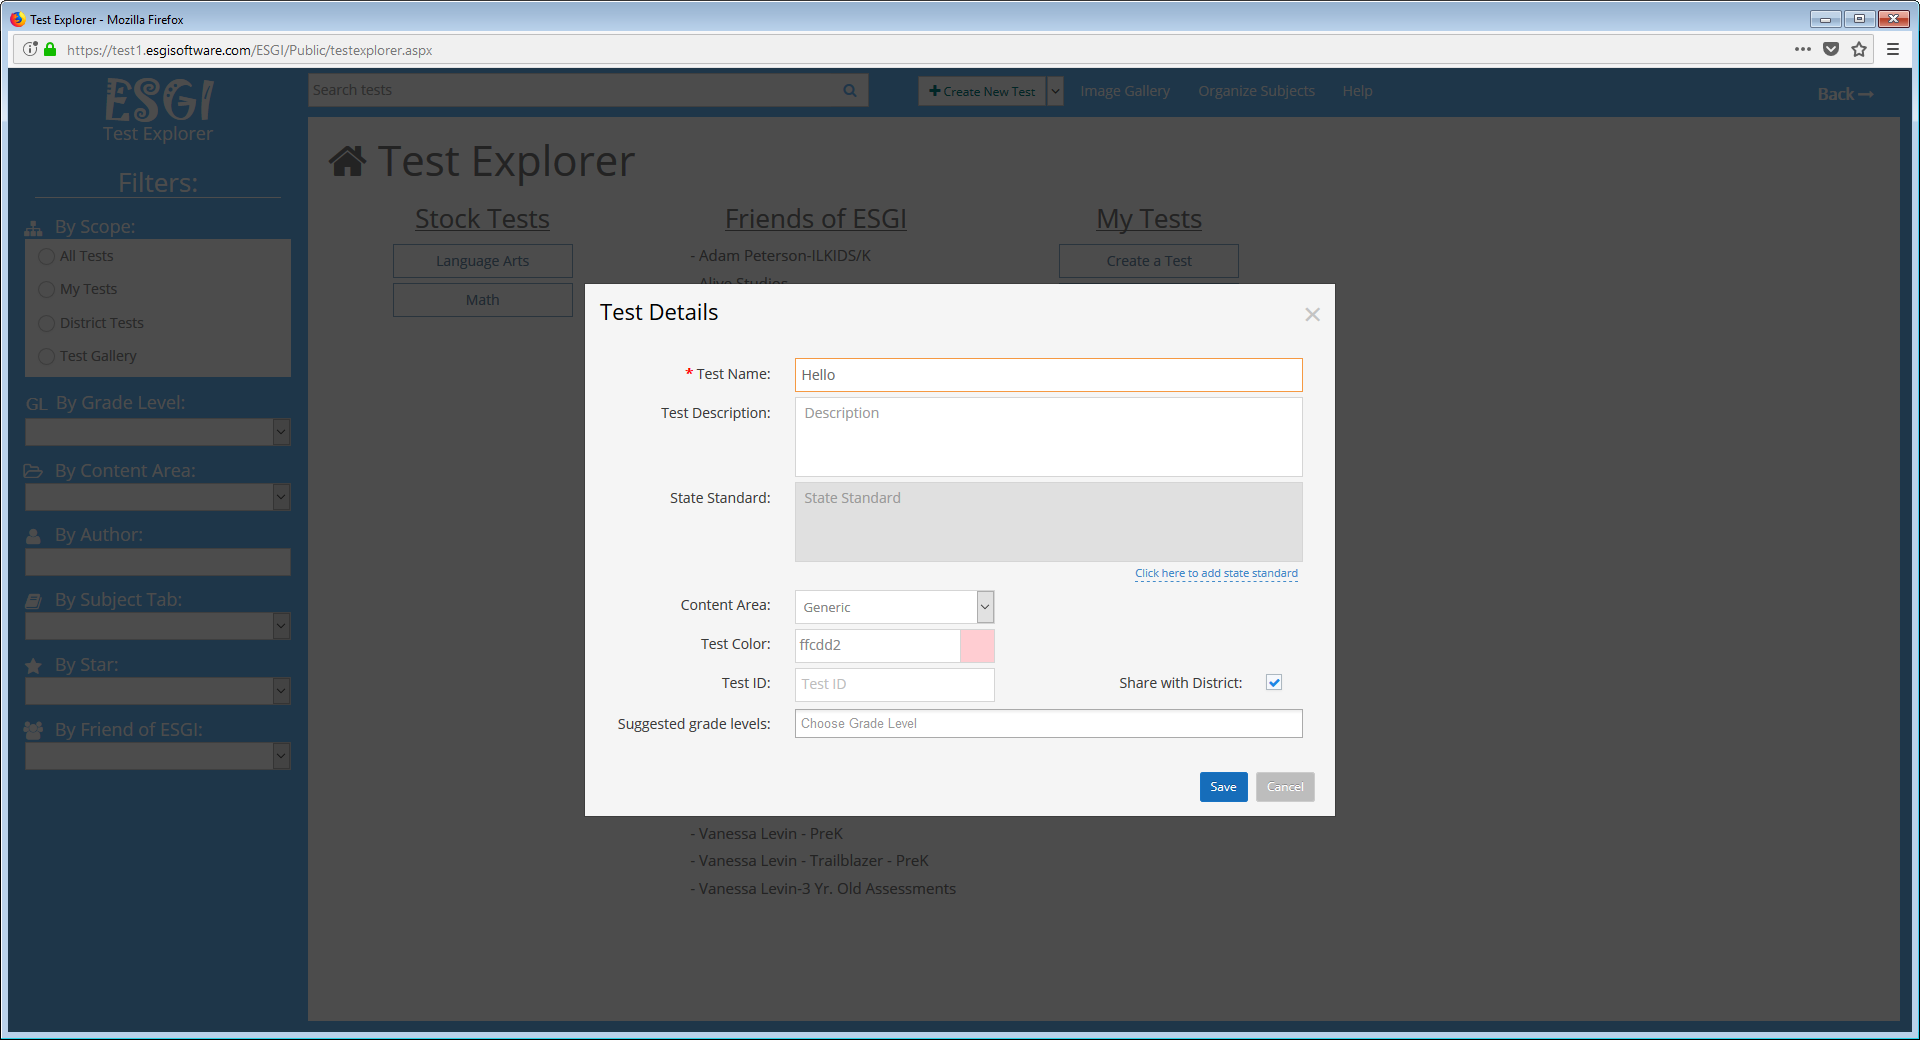 Test Explorer - Mozilla Firefox
https://test1.esgisoftware.com/ESGI/Public/testexplorer.aspx
ESGI
Test Explorer
Search tests
Create New Test
Image Gallery
Organize Subjects
Help
Back
Filters:
By Scope:
All Tests
My Tests
District Tests
Test Gallery
GL By Grade Level:
By Content Area:
By Author:
By Subject Tab:
By Star:
By Friend of ESGI:
Test Explorer
Stock Tests
Language Arts
Math
Friends of ESGI
- Adam Peterson-ILKIDS/K
- Alive Studios
My Tests
Create a Test
Test Details
* Test Name:
Hello
Test Description:
Description
State Standard:
State Standard
Click here to add state standard
Content Area:
Generic
Test Color:
ffcdd2
Test ID:
Test ID
Share with District:
Suggested grade levels:
Choose Grade Level
Save
Cancel
- Vanessa Levin - PreK
- Vanessa Levin - Trailblazer - PreK
- Vanessa Levin-3 Yr. Old Assessments